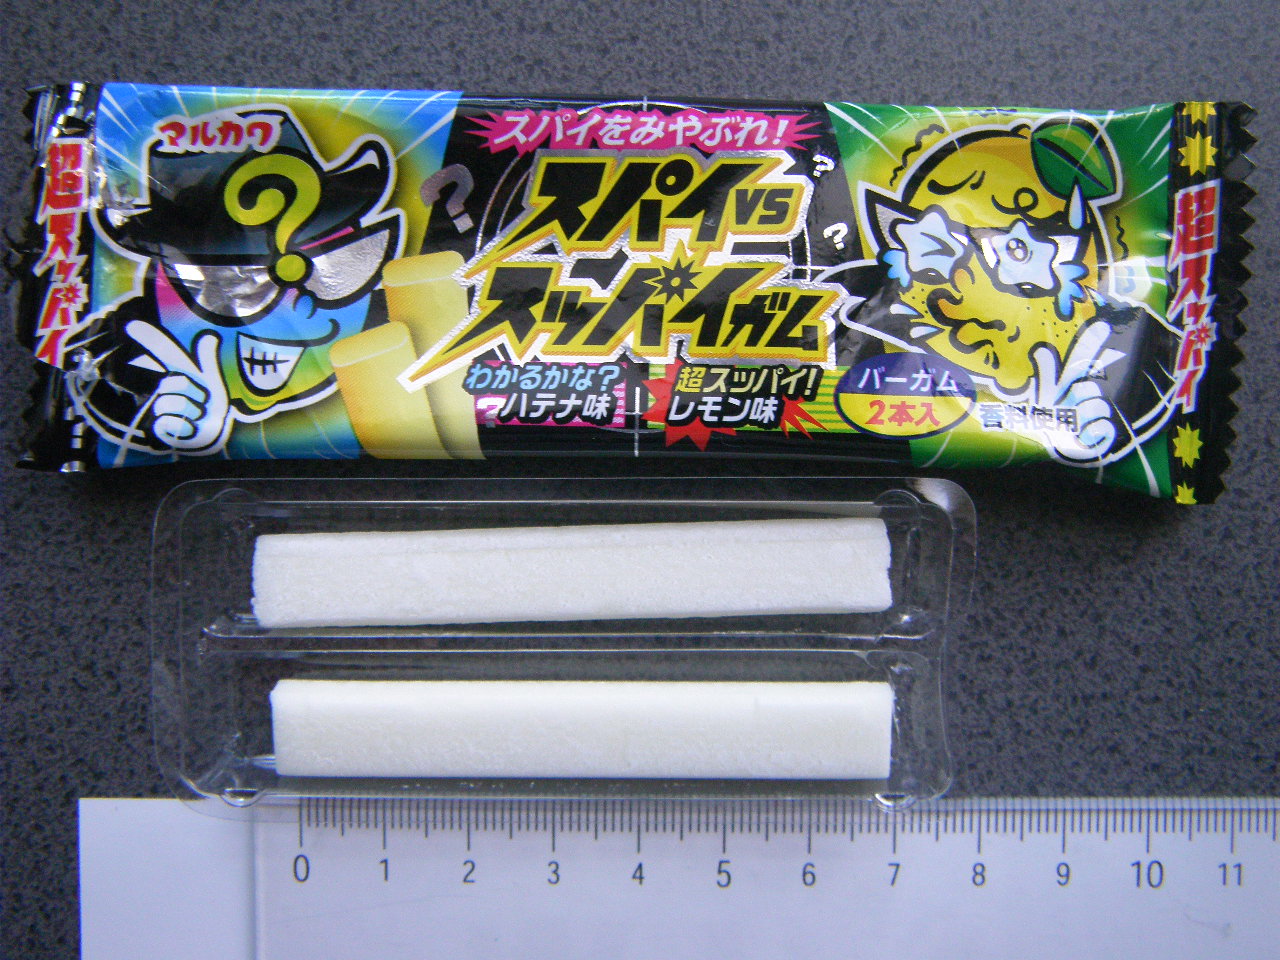 マルカワ
スパイをみやぶれ!
スパイVS
スッパイガム
わかるかな?
ハテナ味
超スッパイ!
レモン味
バーガム
2本入
香料使用
超スッパイ
超スッパイ
0 1 2 3 4 5 6 7 8 9 10 11